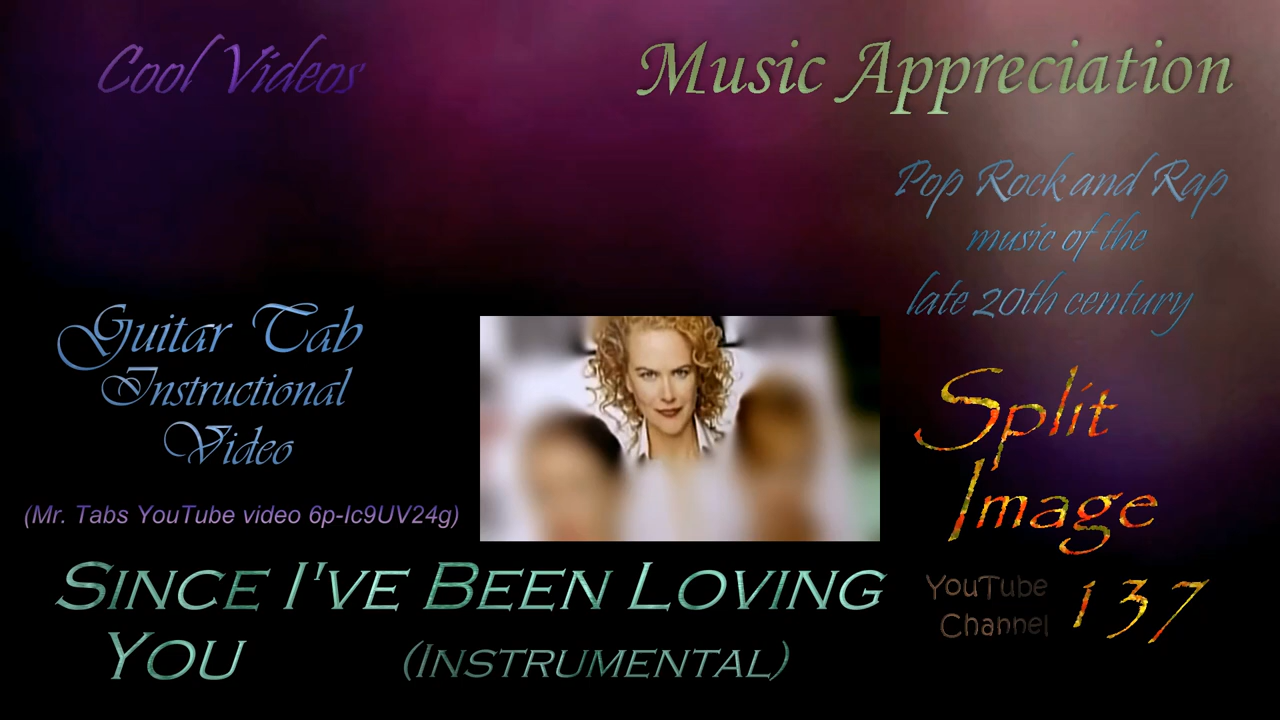 Cool Videos
Music Appreciation
Pop Rock and Rap
music of the
late 20th century
Guitar Tab
Instructional
Video
(Mr. Tabs YouTube video 6p-Ic9UV24g)
Split
Image
Since I've Been Loving
You
(Instrumental)
YouTube
Channel
137